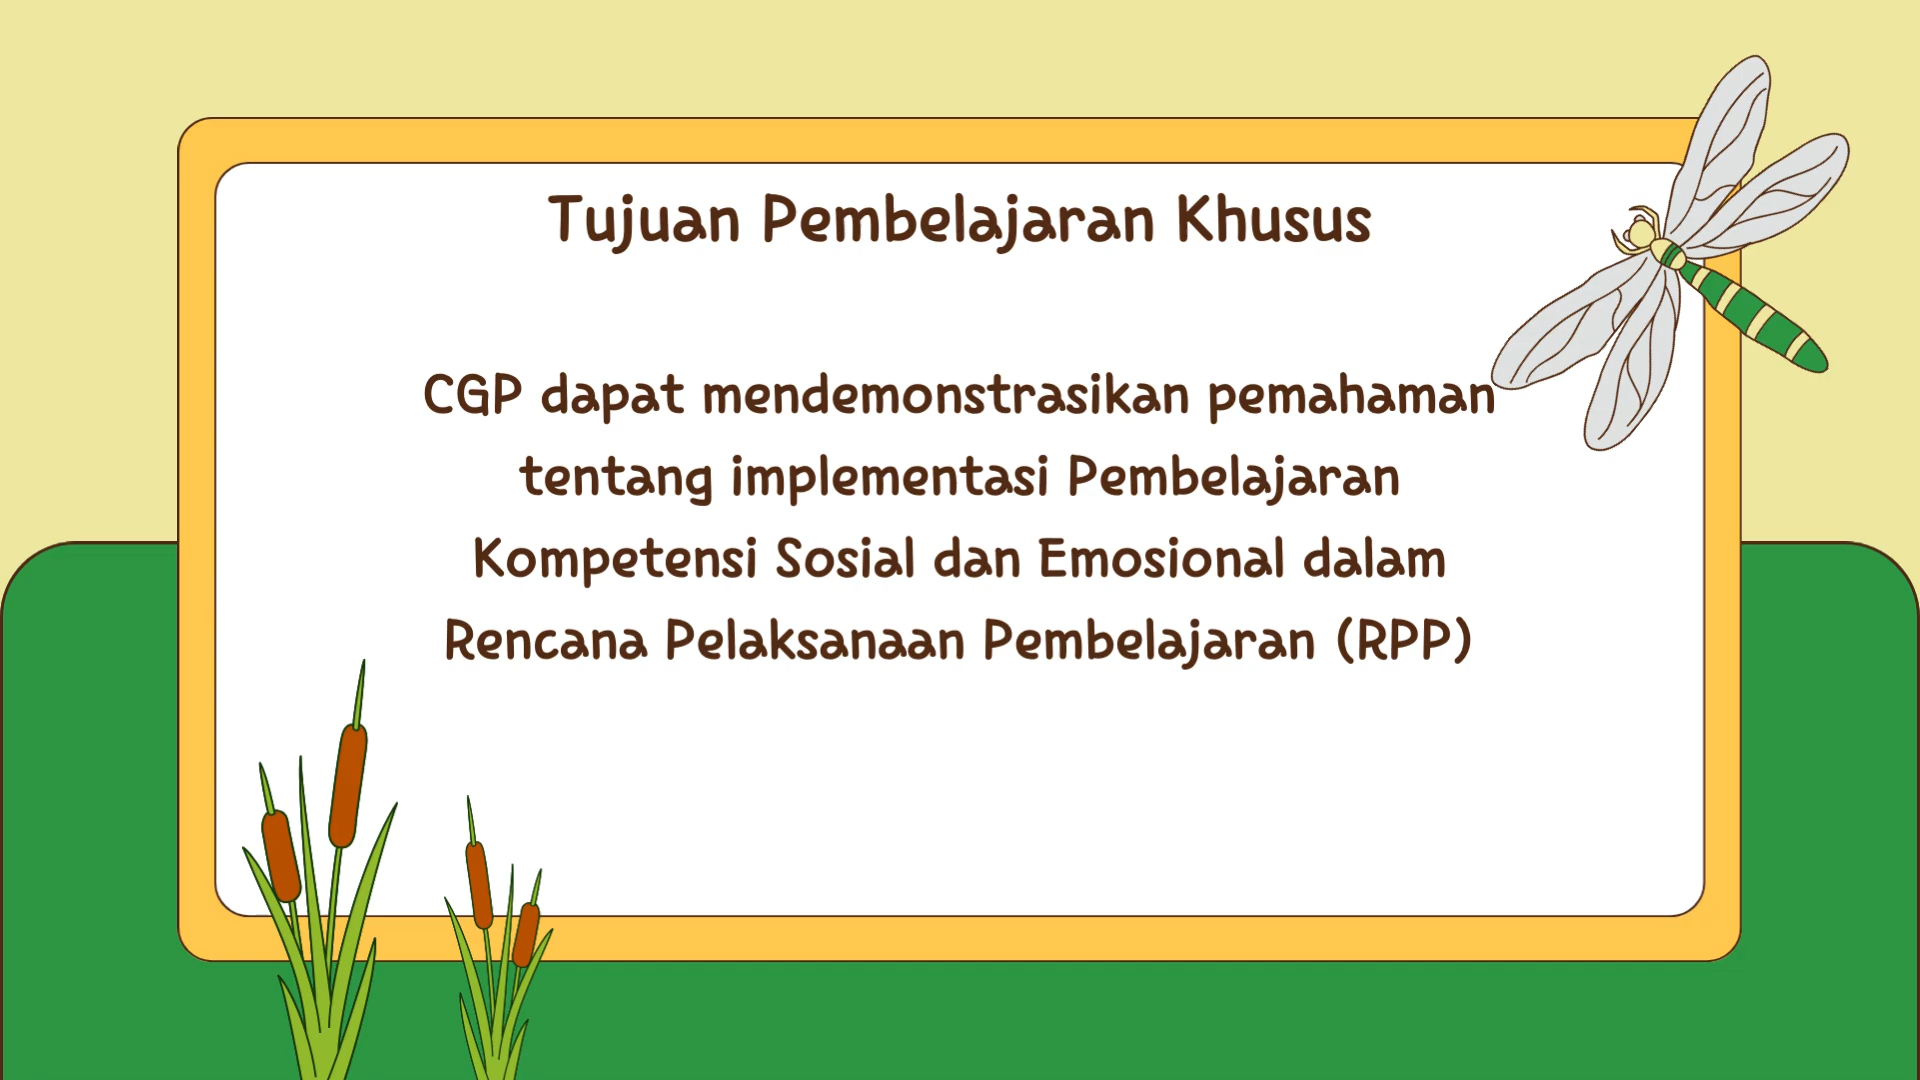 Tujuan Pembelajaran Khusus
CGP dapat mendemonstrasikan pemahaman
tentang implementasi Pembelajaran
Kompetensi Sosial dan Emosional dalam
Rencana Pelaksanaan Pembelajaran (RPP)